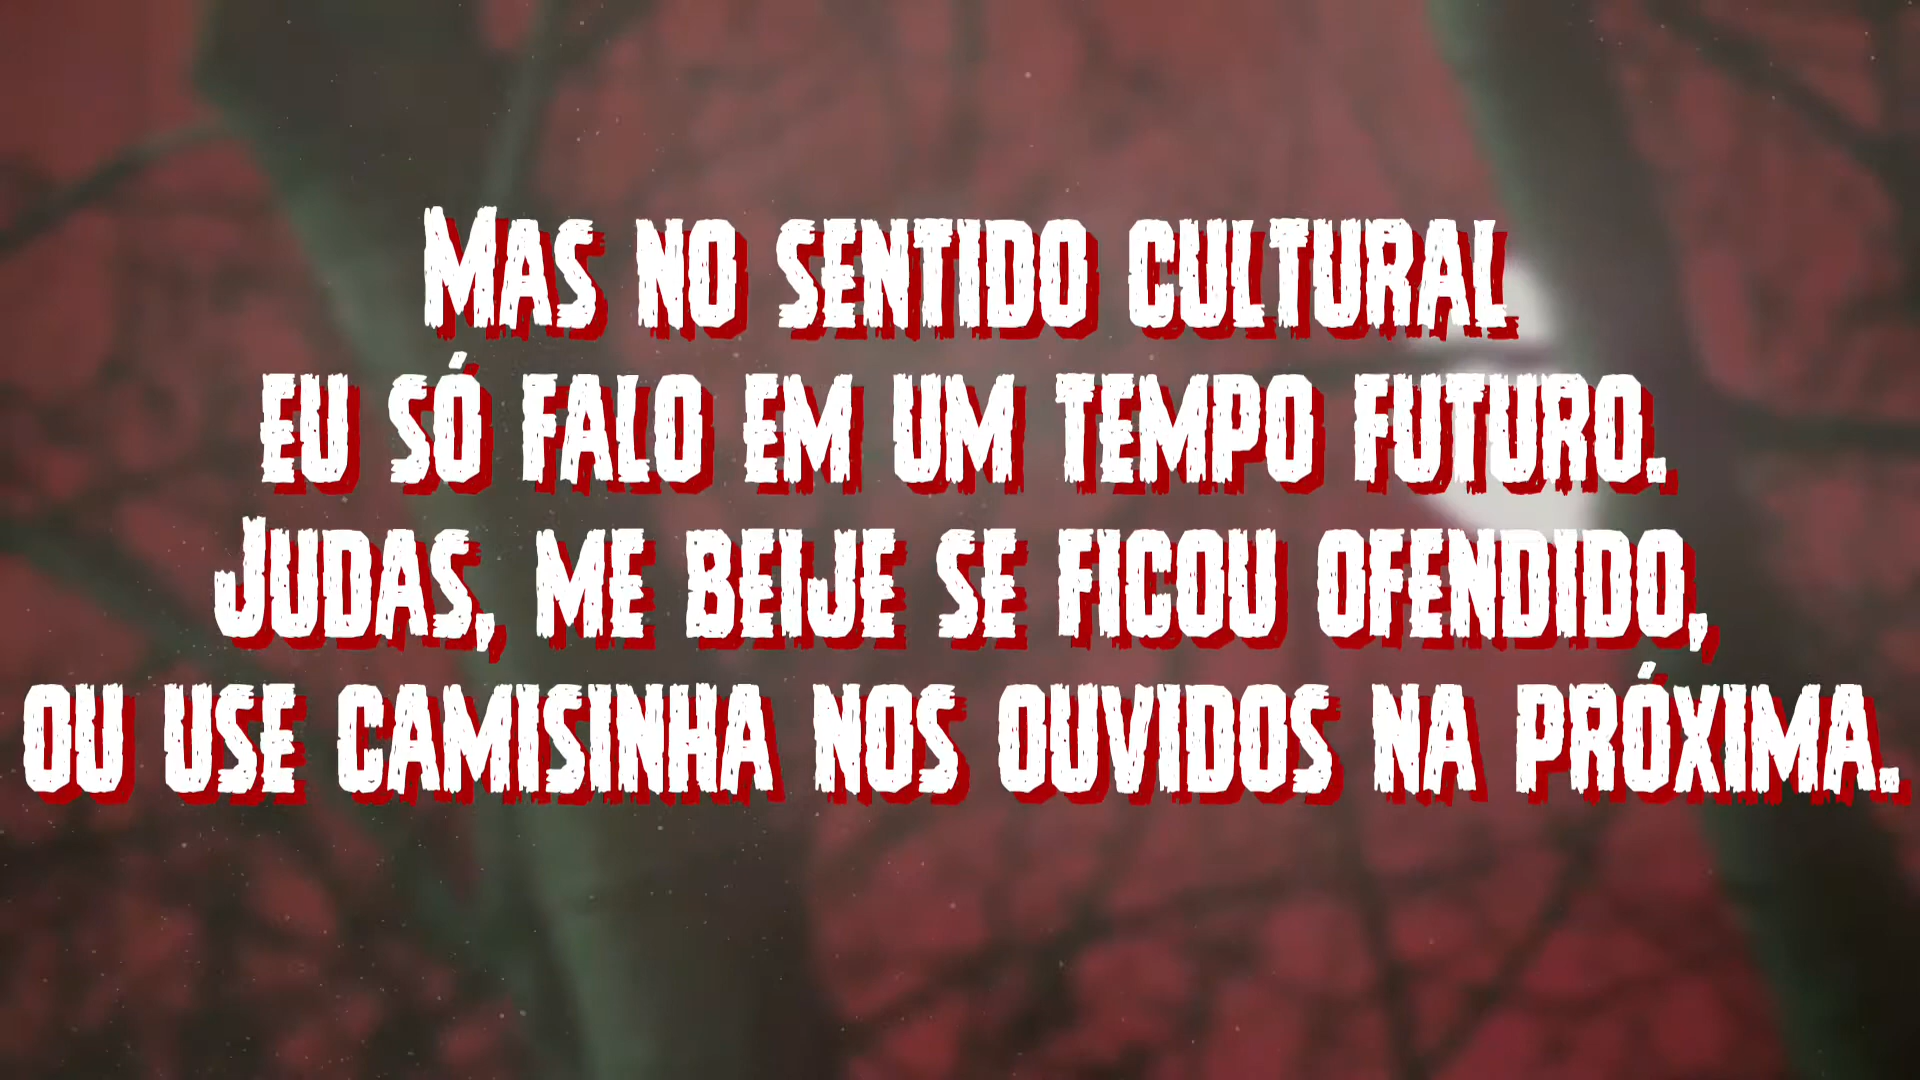 Mas no sentido cultural
eu só falo em um tempo futuro.
Judas, me beije se ficou ofendido,
ou use camisinha nos ouvidos na próxima.